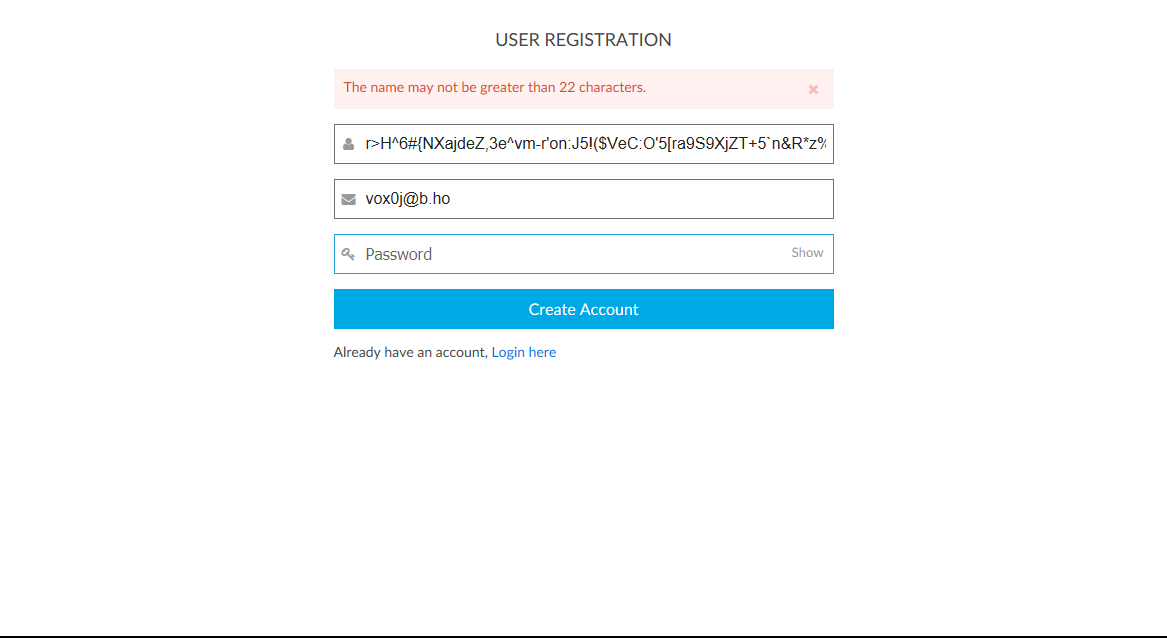 USER REGISTRATION
The name may not be greater than 22 characters.
r>H^6#{NXajdeZ,3e^vm-r'on:J5!($VeC:O'5[ra9S9XjZT+5`n&R*z%
vox0j@b.ho
Password Show
Create Account
Already have an account, Login here